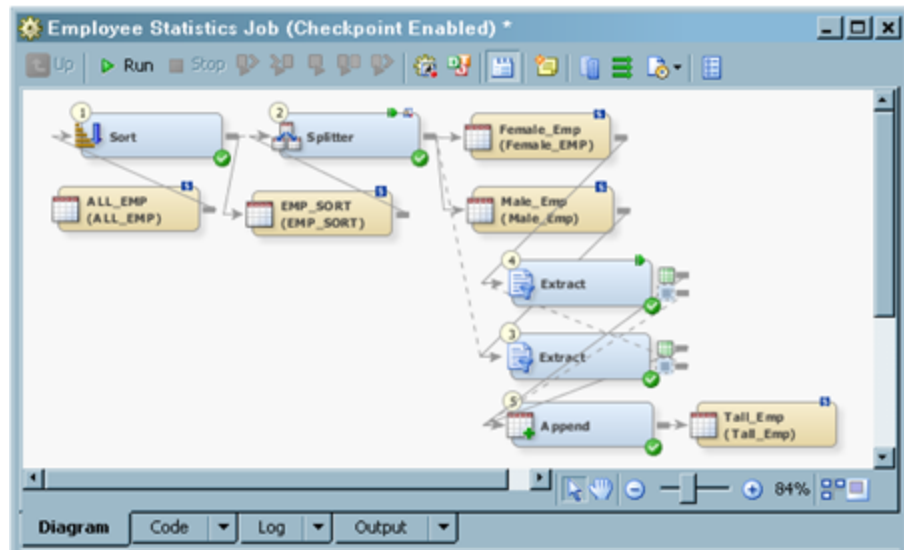 Employee Statistics Job (Checkpoint Enabled) *
Up Run Stop
1
Sort
2
Splitter
Female_Emp
(Female_EMP)
ALL_EMP
(ALL_EMP)
EMP_SORT
(EMP_SORT)
Male_Emp
(Male_Emp)
4
Extract
3
Extract
5
Append
Tall_Emp
(Tall_Emp)
84%
Diagram Code Log Output